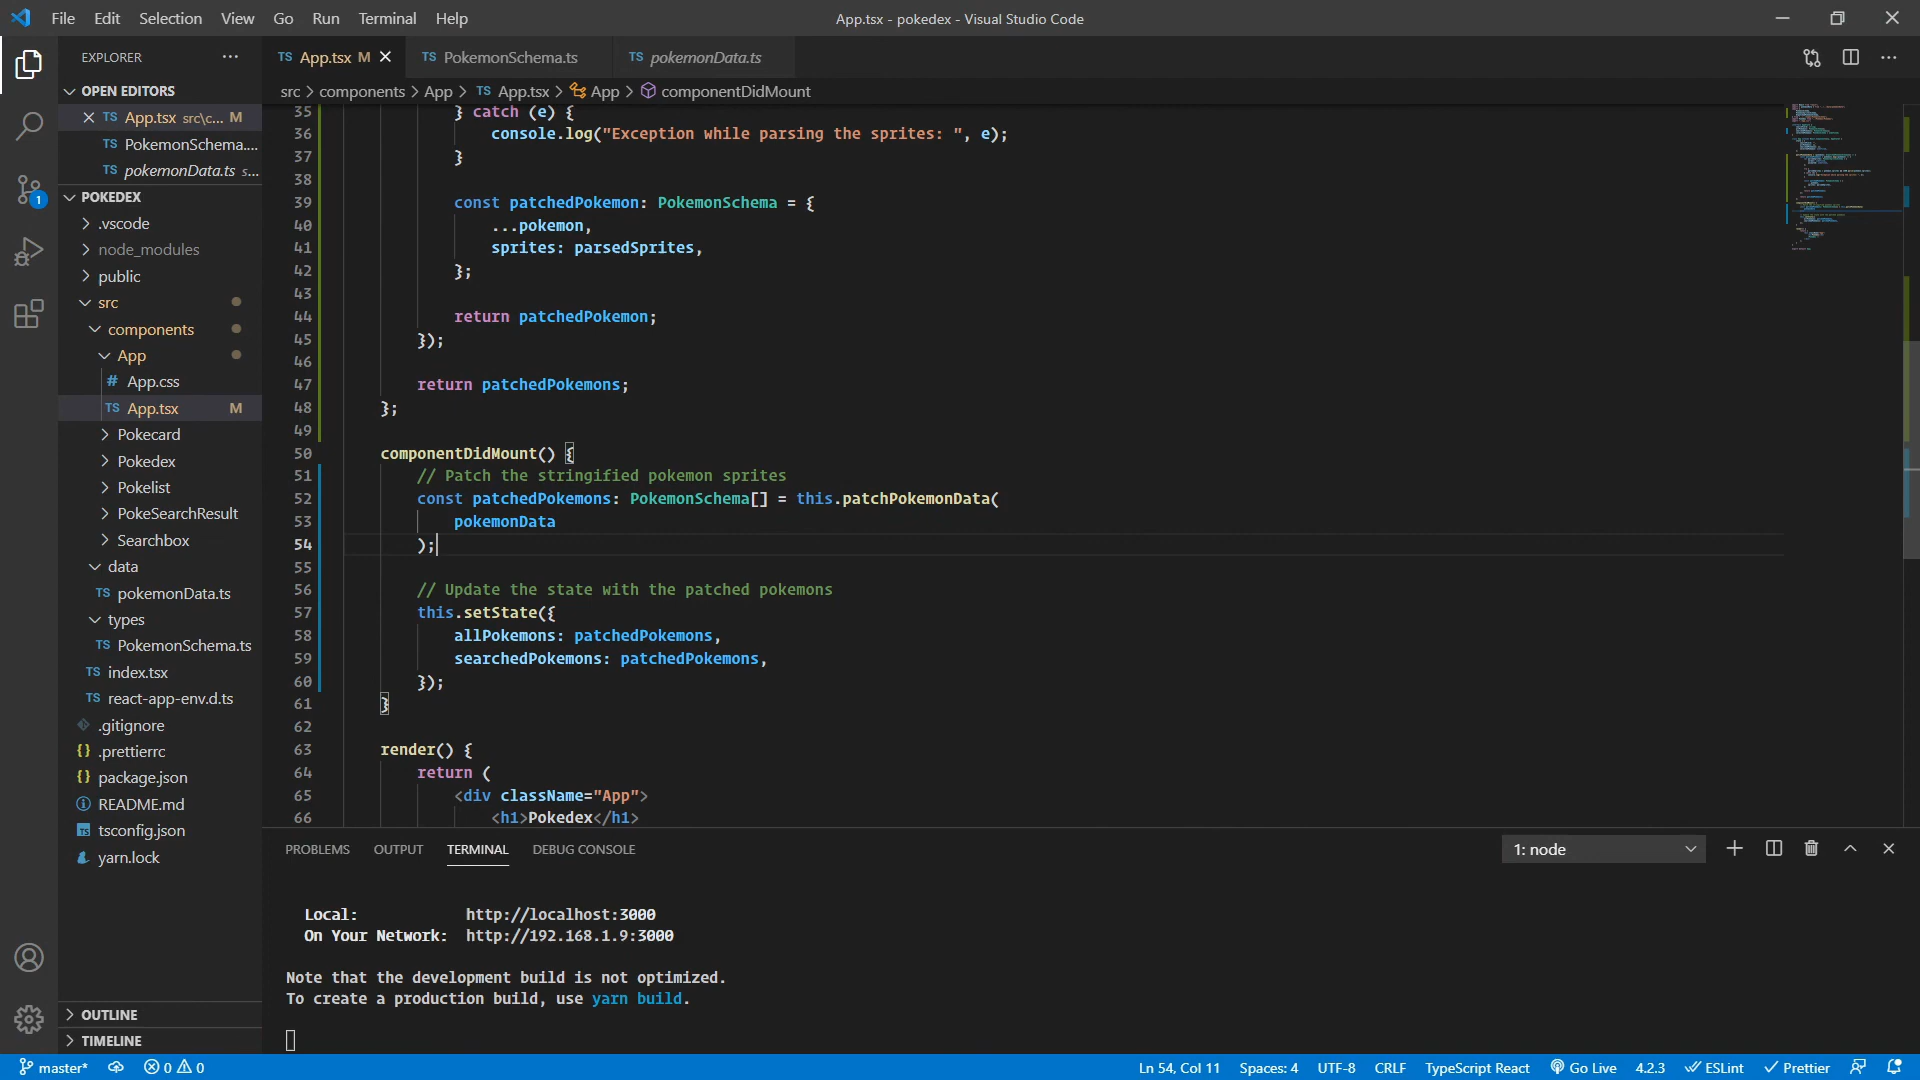 File Edit Selection View Go Run Terminal Help
App.tsx - pokedex - Visual Studio Code
EXPLORER
OPEN EDITORS
TS App.tsx src\c... M
TS PokemonSchema....
TS pokemonData.ts s...
POKEDEX
.vscode
node_modules
public
src
components
App
# App.css
TS App.tsx M
Pokecard
Pokedex
Pokelist
PokeSearchResult
Searchbox
data
TS pokemonData.ts
types
TS PokemonSchema.ts
TS index.tsx
TS react-app-env.d.ts
.gitignore
{} .prettierrc
{} package.json
README.md
tsconfig.json
yarn.lock
OUTLINE
TIMELINE
1
TS App.tsx M
TS PokemonSchema.ts
TS pokemonData.ts
src > components > App > TS App.tsx > App > componentDidMount
35 } catch (e) {
36 console.log("Exception while parsing the sprites: ", e);
37 }
38
39 const patchedPokemon: PokemonSchema = {
40 ...pokemon,
41 sprites: parsedSprites,
42 };
43
44 return patchedPokemon;
45 });
46
47 return patchedPokemons;
48 };
49
50 componentDidMount() {
51 // Patch the stringified pokemon sprites
52 const patchedPokemons: PokemonSchema[] = this.patchPokemonData(
53 pokemonData
54 );
55
56 // Update the state with the patched pokemons
57 this.setState({
58 allPokemons: patchedPokemons,
59 searchedPokemons: patchedPokemons,
60 });
61 }
62
63 render() {
64 return (
65 <div className="App">
66 <h1>Pokedex</h1>
PROBLEMS OUTPUT TERMINAL DEBUG CONSOLE
1: node
Local: http://localhost:3000
On Your Network: http://192.168.1.9:3000
Note that the development build is not optimized.
To create a production build, use yarn build.
master* 0 0
Ln 54, Col 11 Spaces: 4 UTF-8 CRLF TypeScript React Go Live 4.2.3 ESLint Prettier